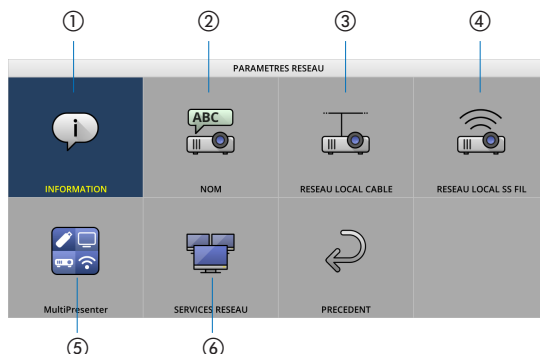 ① ② ③ ④
PARAMETRES RESEAU
i
ABC
INFORMATION
NOM
RESEAU LOCAL CABLE
RESEAU LOCAL SS FIL
MultiPresenter
SERVICES RESEAU
PRECEDENT
⑤ ⑥